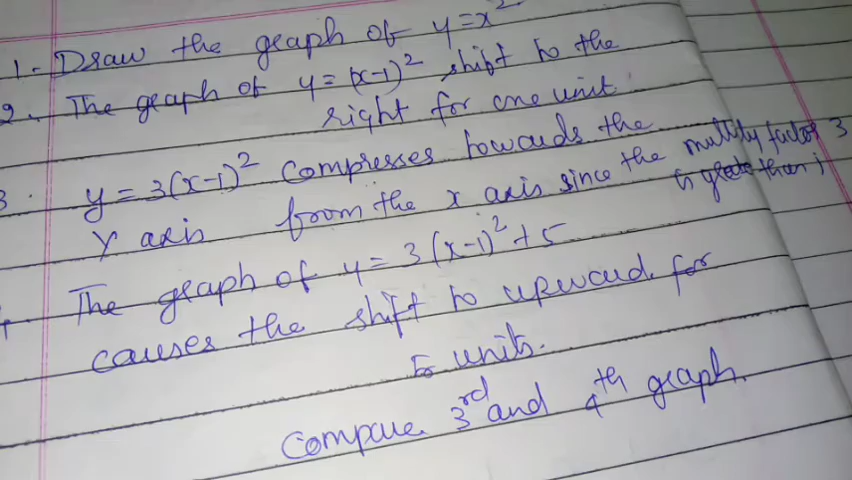 1. Draw the graph of y=x²
2. The graph of y=(x-1)² shift to the
right for one unit.
3. y=3(x-1)² compresses towards the
Y axis from the x axis since the multiply factor 3
is greate than 1
The graph of y=3(x-1)²+5
causes the shift to upward for
5 units.
Compare 3rd and 4th graph.